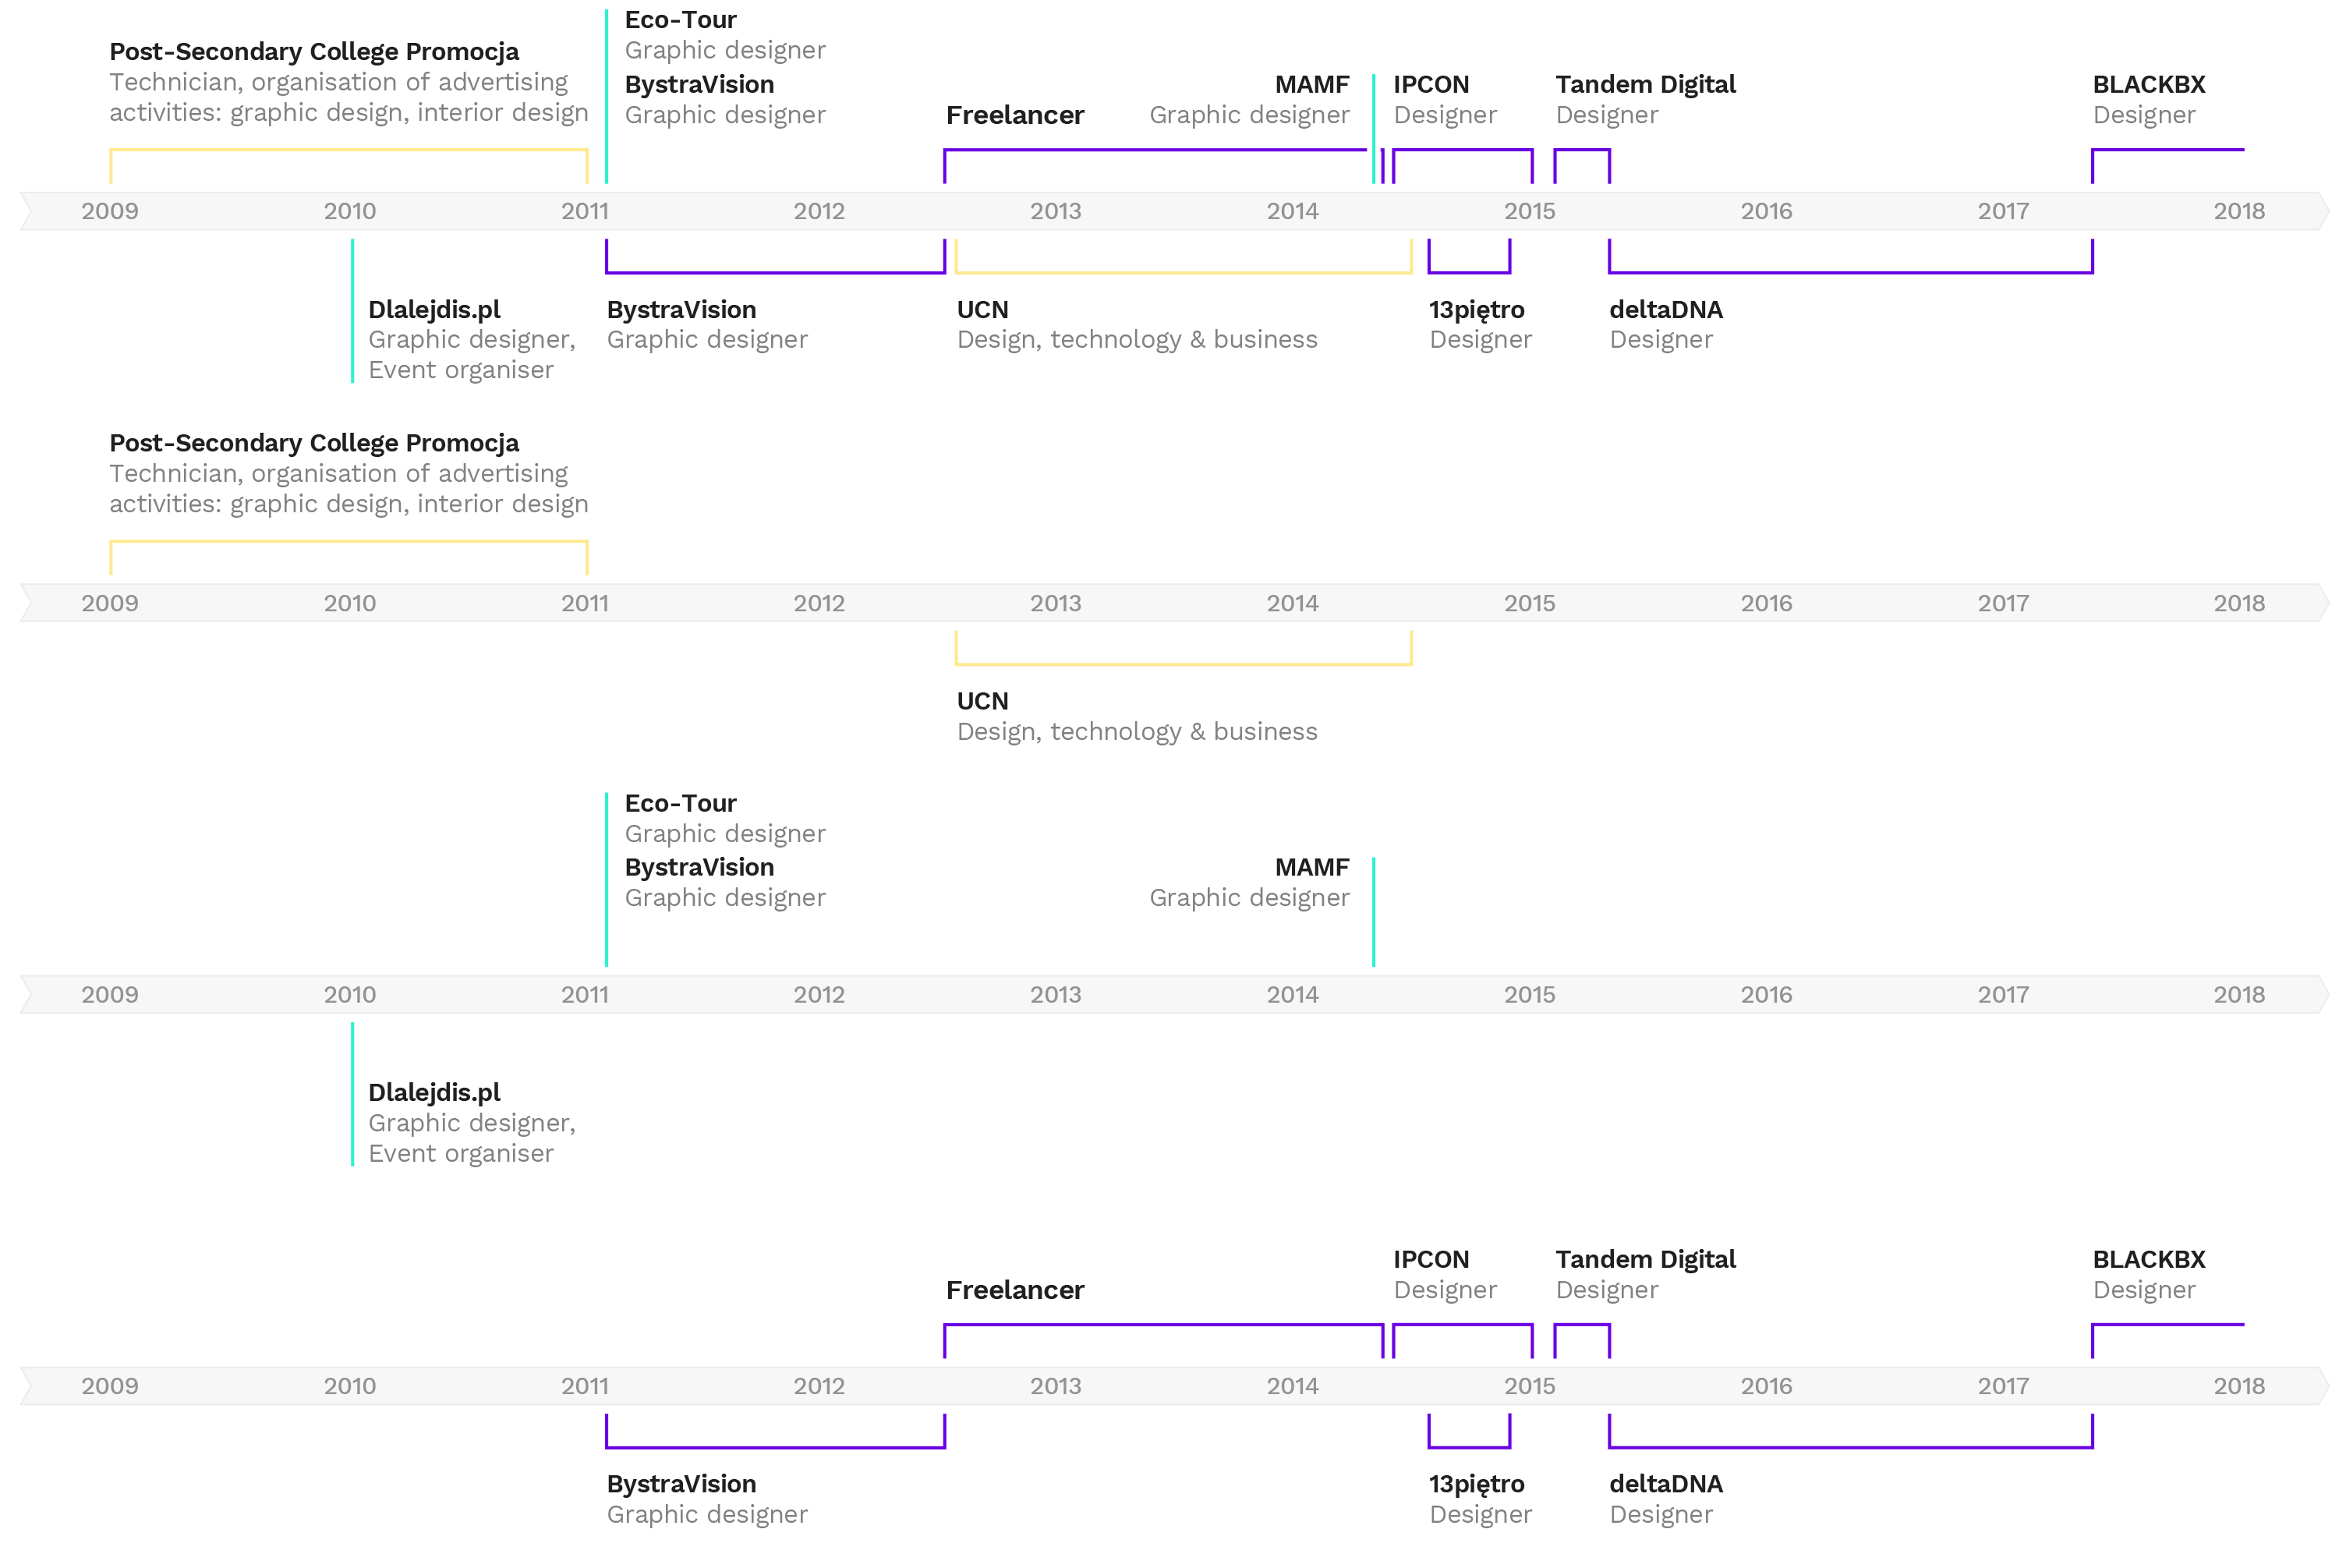 Eco-Tour
Graphic designer
Post-Secondary College Promocja
Technician, organisation of advertising
activities: graphic design, interior design
BystraVision
Graphic designer
Freelancer
MAMF
Graphic designer
IPCON
Designer
Tandem Digital
Designer
BLACKBX
Designer
2009 2010 2011 2012 2013 2014 2015 2016 2017 2018
Dlalejdis.pl
Graphic designer,
Event organiser
BystraVision
Graphic designer
UCN
Design, technology & business
13piętro
Designer
deltaDNA
Designer
Post-Secondary College Promocja
Technician, organisation of advertising
activities: graphic design, interior design
2009 2010 2011 2012 2013 2014 2015 2016 2017 2018
UCN
Design, technology & business
Eco-Tour
Graphic designer
BystraVision
Graphic designer
MAMF
Graphic designer
2009 2010 2011 2012 2013 2014 2015 2016 2017 2018
Dlalejdis.pl
Graphic designer,
Event organiser
Freelancer
IPCON
Designer
Tandem Digital
Designer
BLACKBX
Designer
2009 2010 2011 2012 2013 2014 2015 2016 2017 2018
BystraVision
Graphic designer
13piętro
Designer
deltaDNA
Designer